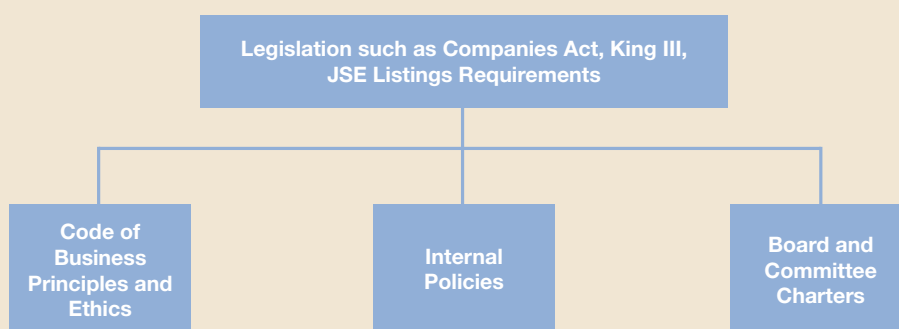 Legislation such as Companies Act, King III,
JSE Listings Requirements
Code of
Business
Principles and
Ethics
Internal
Policies
Board and
Committee
Charters